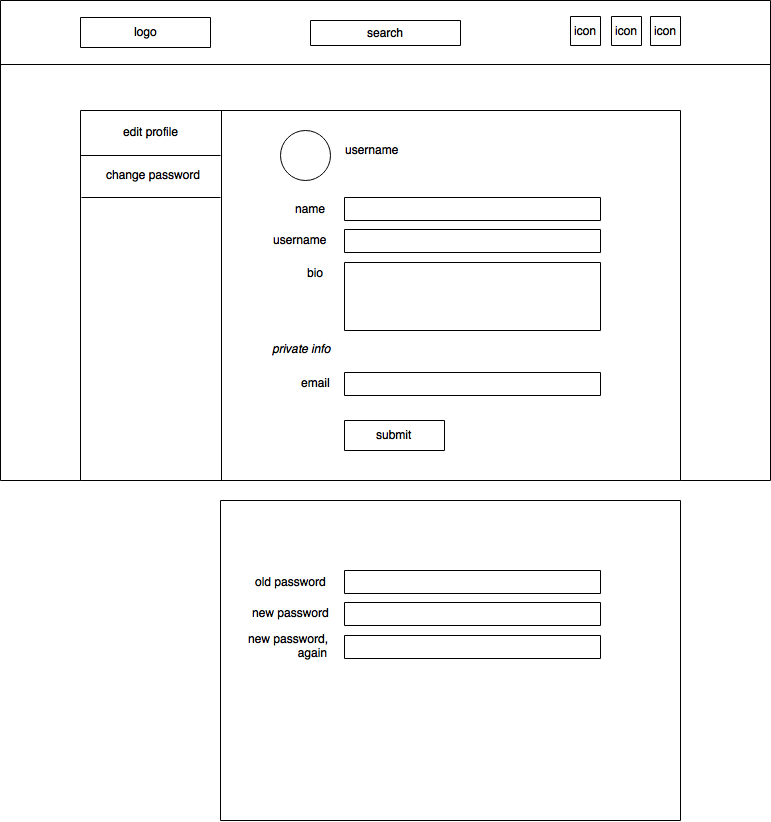 logo
search
icon
icon
icon
edit profile
change password
username
name
username
bio
private info
email
submit
old password
new password
new password,
again